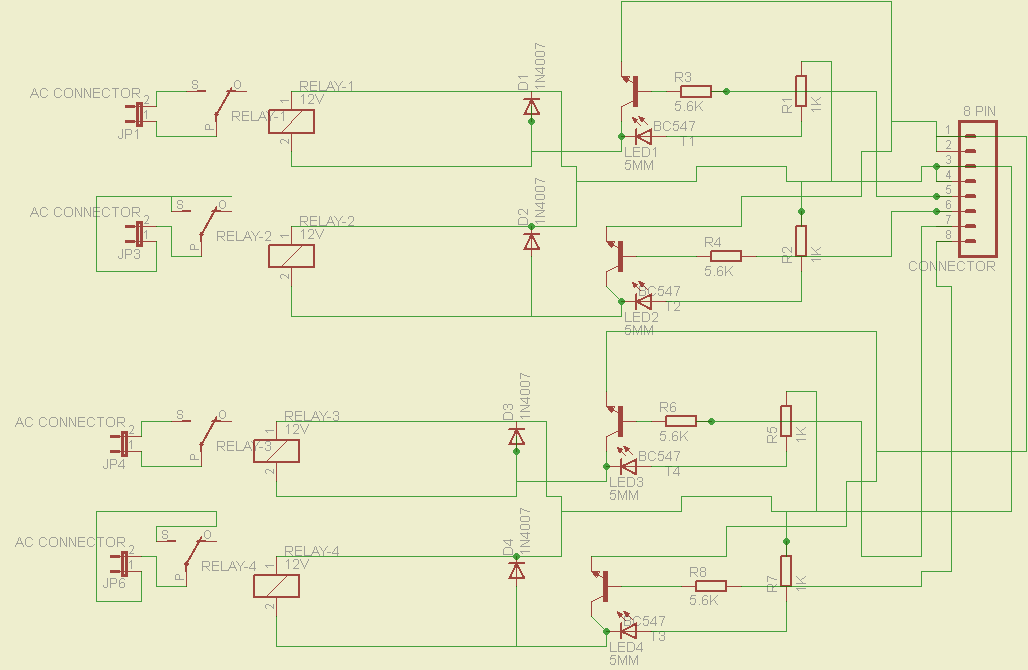 AC CONNECTOR
2
1
JP1
S
O
P
RELAY-1
RELAY-1
12V
1
2
D1
1N4007
R3
5.6K
BC547
T1
LED1
5MM
R1
1K
8 PIN
1
2
3
4
5
6
7
8
CONNECTOR
AC CONNECTOR
2
1
JP3
S
O
P
RELAY-2
RELAY-2
12V
1
2
D2
1N4007
R4
5.6K
BC547
T2
LED2
5MM
R2
1K
AC CONNECTOR
2
1
JP4
S
O
P
RELAY-3
RELAY-3
12V
1
2
D3
1N4007
R6
5.6K
BC547
T4
LED3
5MM
R5
1K
AC CONNECTOR
2
1
JP6
S
O
P
RELAY-4
RELAY-4
12V
1
2
D4
1N4007
R8
5.6K
BC547
T3
LED4
5MM
R7
1K